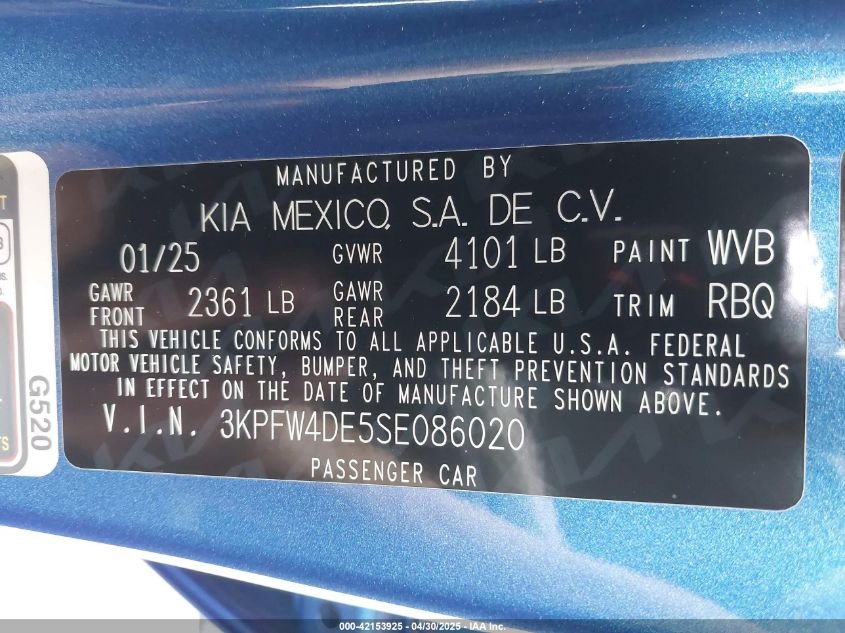 MANUFACTURED BY
KIA MEXICO, S.A. DE C.V.
01/25 GVWR 4101 LB PAINT WVB
GAWR FRONT 2361 LB GAWR REAR 2184 LB TRIM RBQ
THIS VEHICLE CONFORMS TO ALL APPLICABLE U.S.A. FEDERAL
MOTOR VEHICLE SAFETY, BUMPER, AND THEFT PREVENTION STANDARDS
IN EFFECT ON THE DATE OF MANUFACTURE SHOWN ABOVE.
V.I.N. 3KPFW4DE5SE086020
PASSENGER CAR
G520
000-42153925 - 04/30/2025 - IAA Inc.